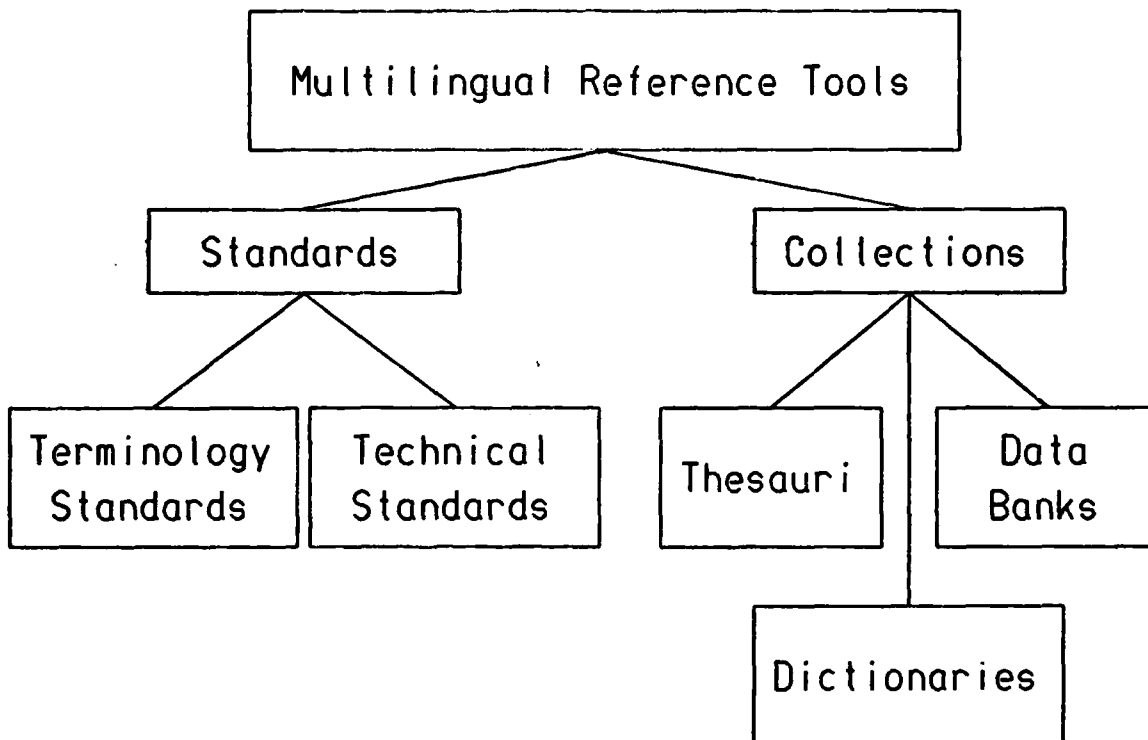 Multilingual Reference Tools
Standards
Collections
Terminology
Standards
Technical
Standards
Thesauri
Data
Banks
Dictionaries